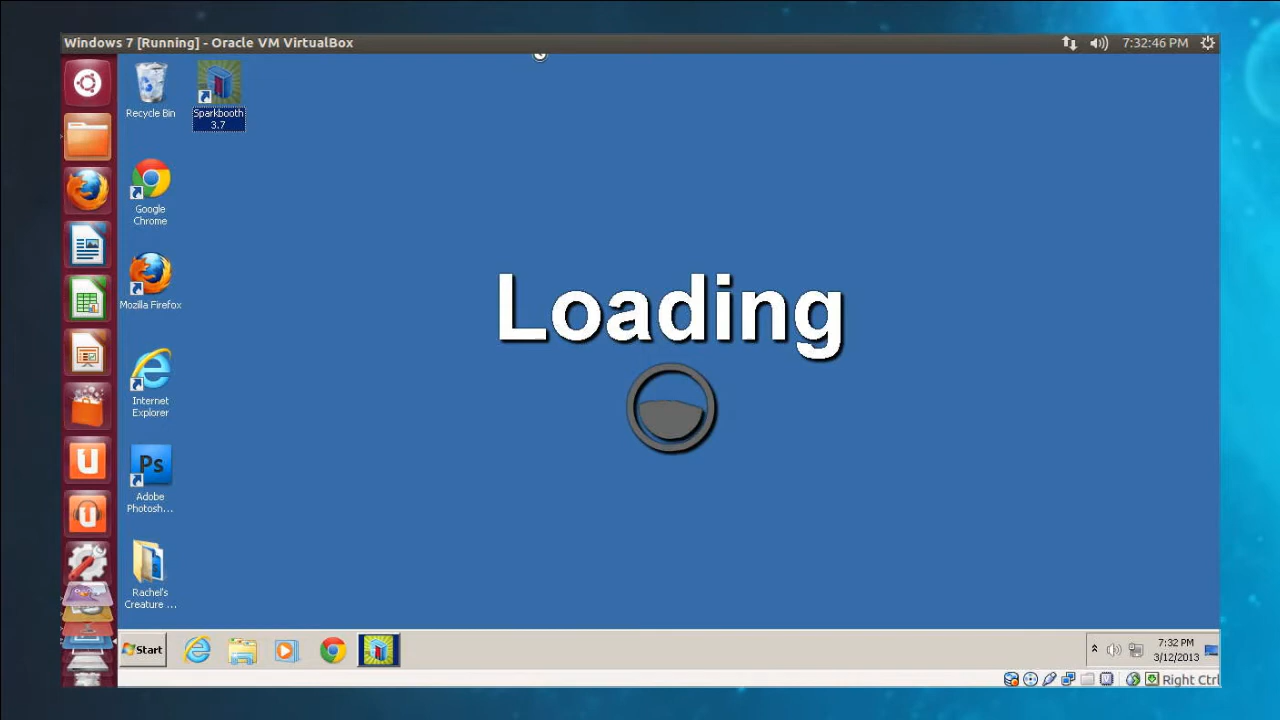 Windows 7 [Running] - Oracle VM VirtualBox
7:32:46 PM
Recycle Bin
Sparkbooth
3.7
Google
Chrome
Mozilla Firefox
Loading
Internet
Explorer
Ps
Adobe
Photosh...
Rachel's
Creature ...
Start
7:32 PM
3/12/2013
Right Ctrl